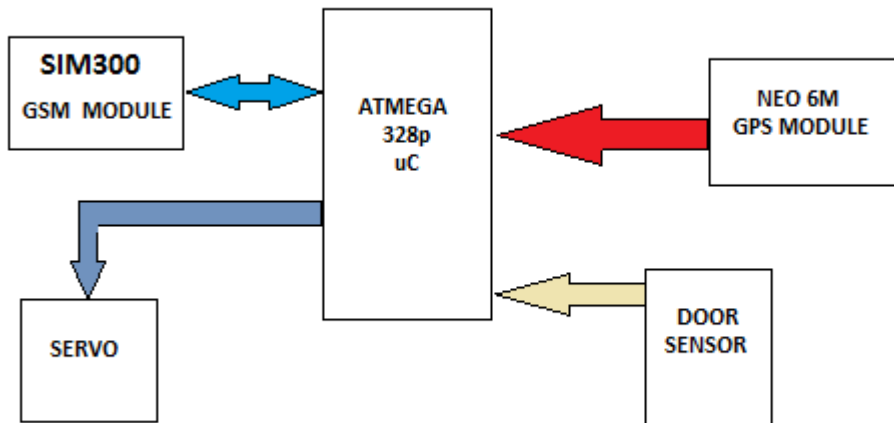 SIM300
GSM MODULE
ATMEGA
328p
uC
NEO 6M
GPS MODULE
SERVO
DOOR
SENSOR